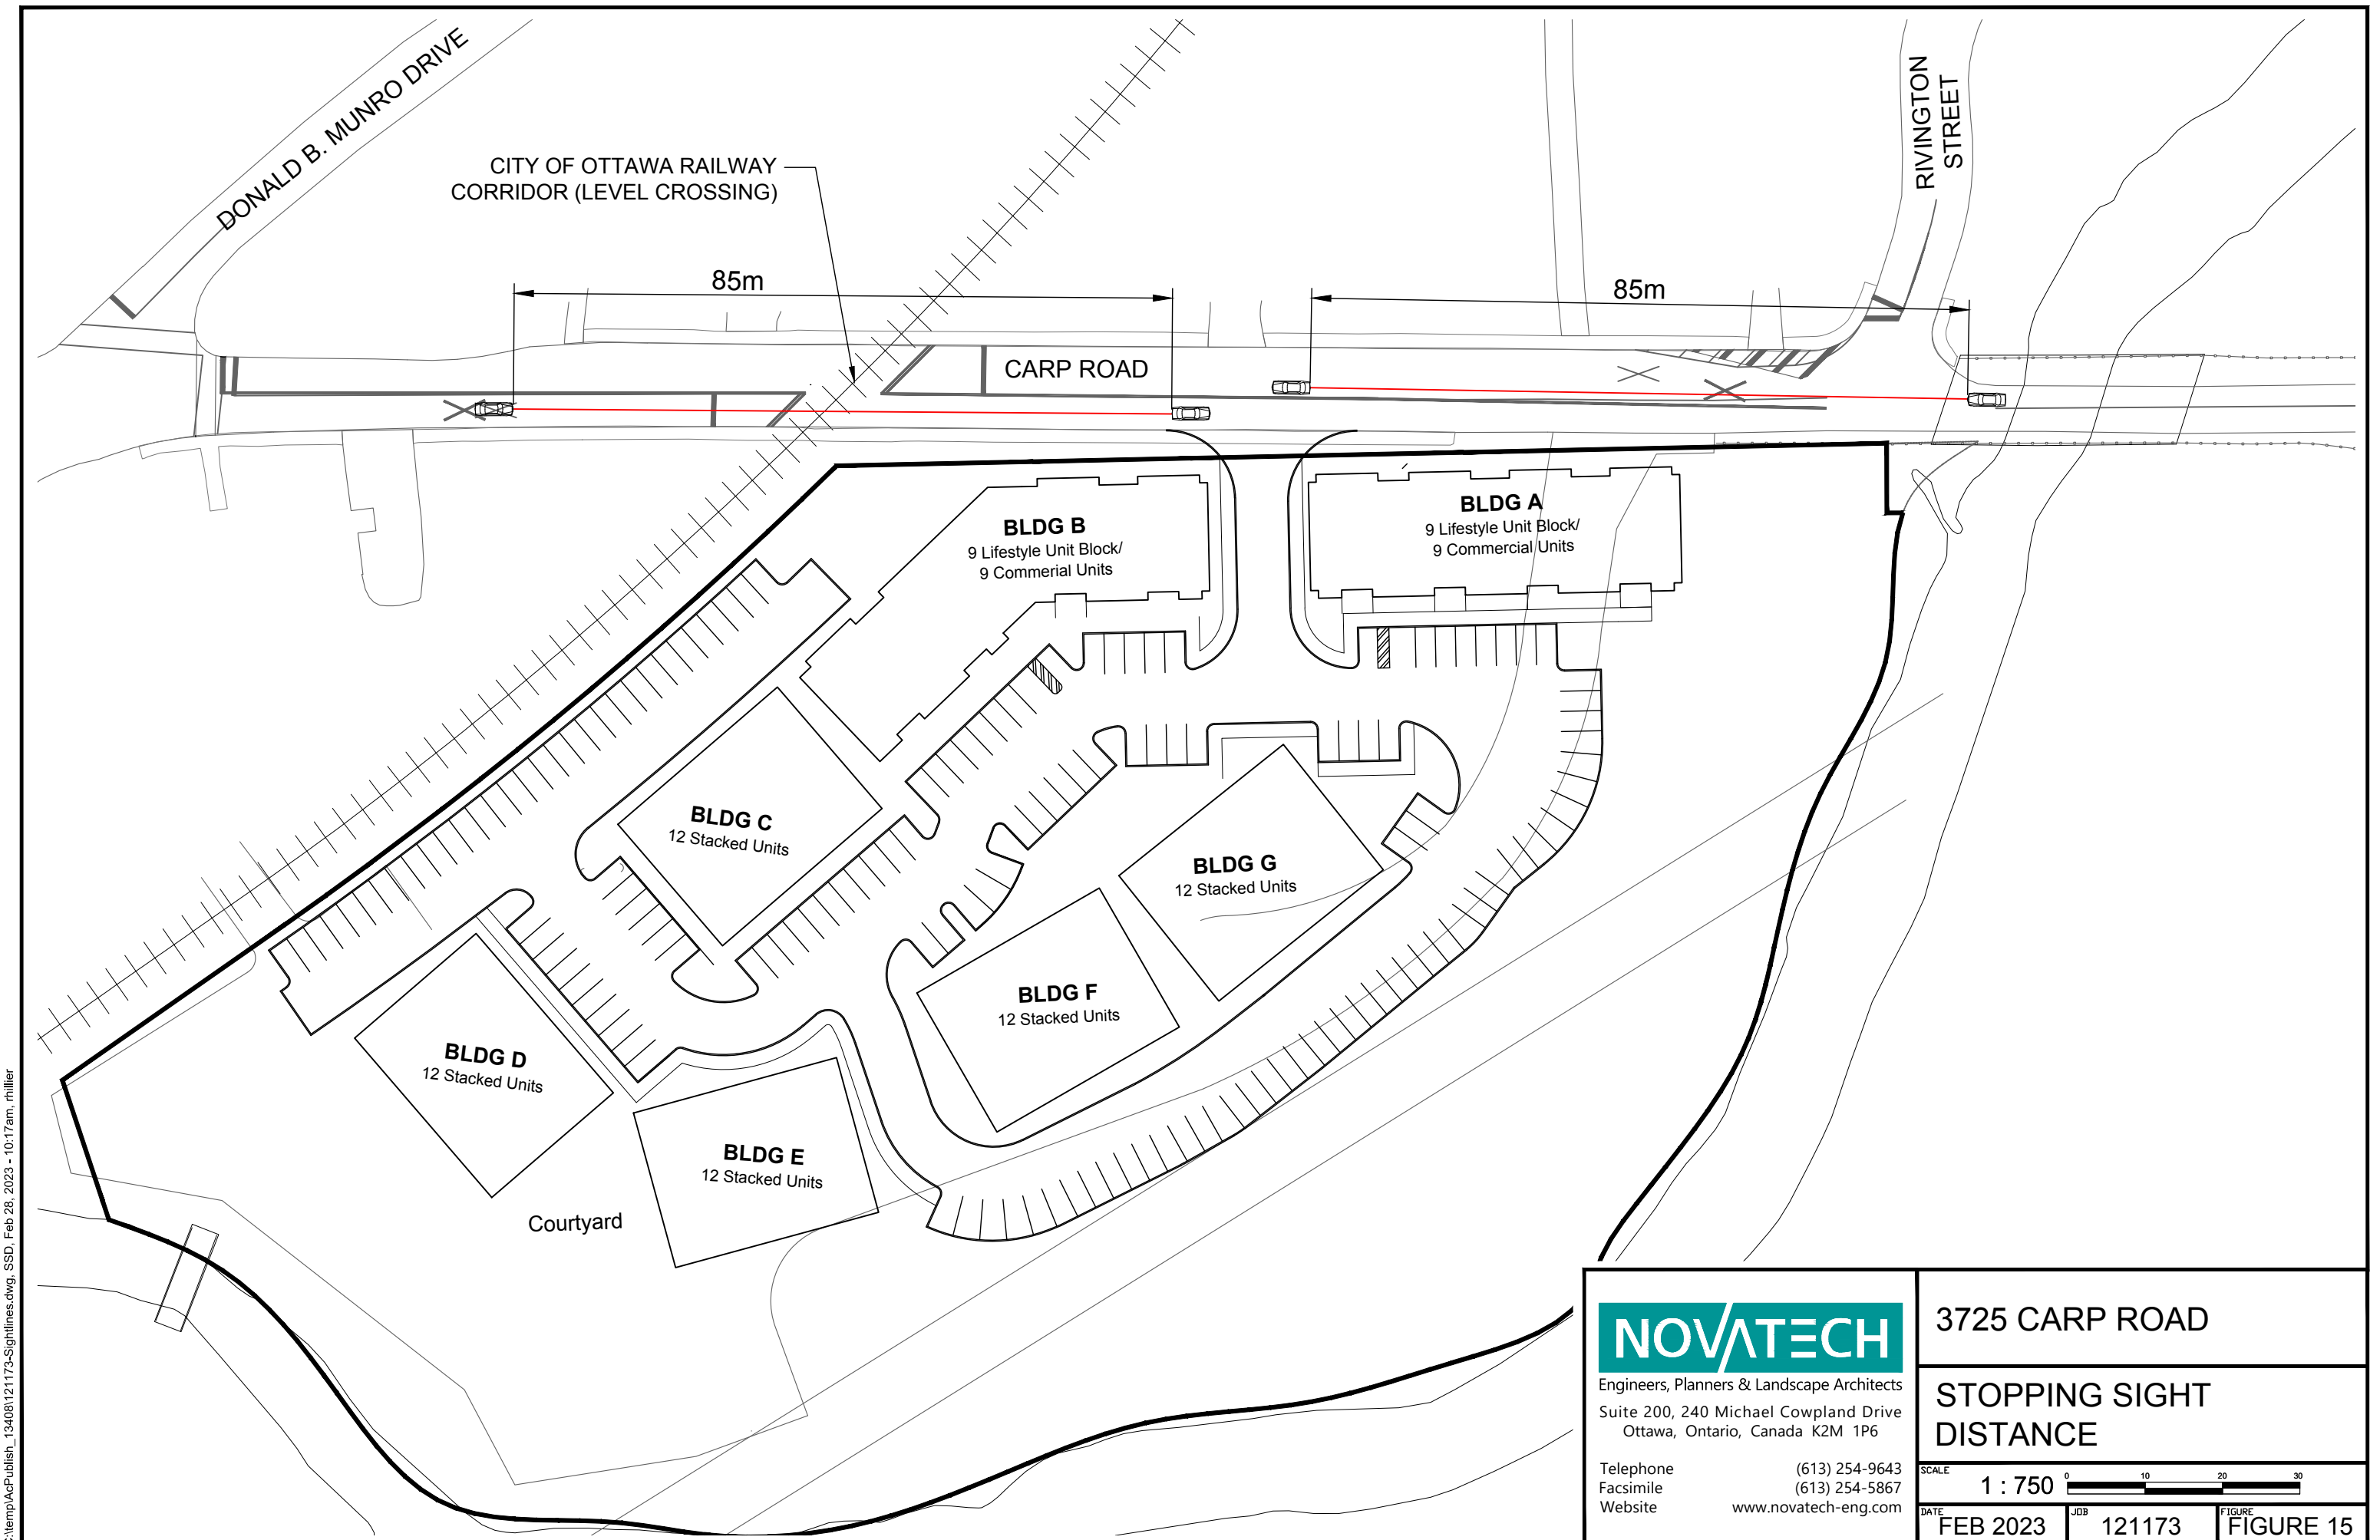 DONALD B. MUNRO DRIVE
CITY OF OTTAWA RAILWAY
CORRIDOR (LEVEL CROSSING)
RIVINGTON
STREET
85m
85m
CARP ROAD
BLDG B
9 Lifestyle Unit Block/
9 Commerial Units
BLDG A
9 Lifestyle Unit Block/
9 Commercial Units
BLDG C
12 Stacked Units
BLDG G
12 Stacked Units
BLDG F
12 Stacked Units
BLDG D
12 Stacked Units
BLDG E
12 Stacked Units
Courtyard
:\temp\AcPublish_13408\121173-Sightlines.dwg, SSD, Feb 28, 2023 - 10:17am, rhillier
NOVATECH
Engineers, Planners & Landscape Architects
Suite 200, 240 Michael Cowpland Drive
Ottawa, Ontario, Canada K2M 1P6
Telephone (613) 254-9643
Facsimile (613) 254-5867
Website www.novatech-eng.com
3725 CARP ROAD
STOPPING SIGHT
DISTANCE
SCALE
1 : 750
0 10 20 30
DATE
FEB 2023
JOB
121173
FIGURE
FIGURE 15